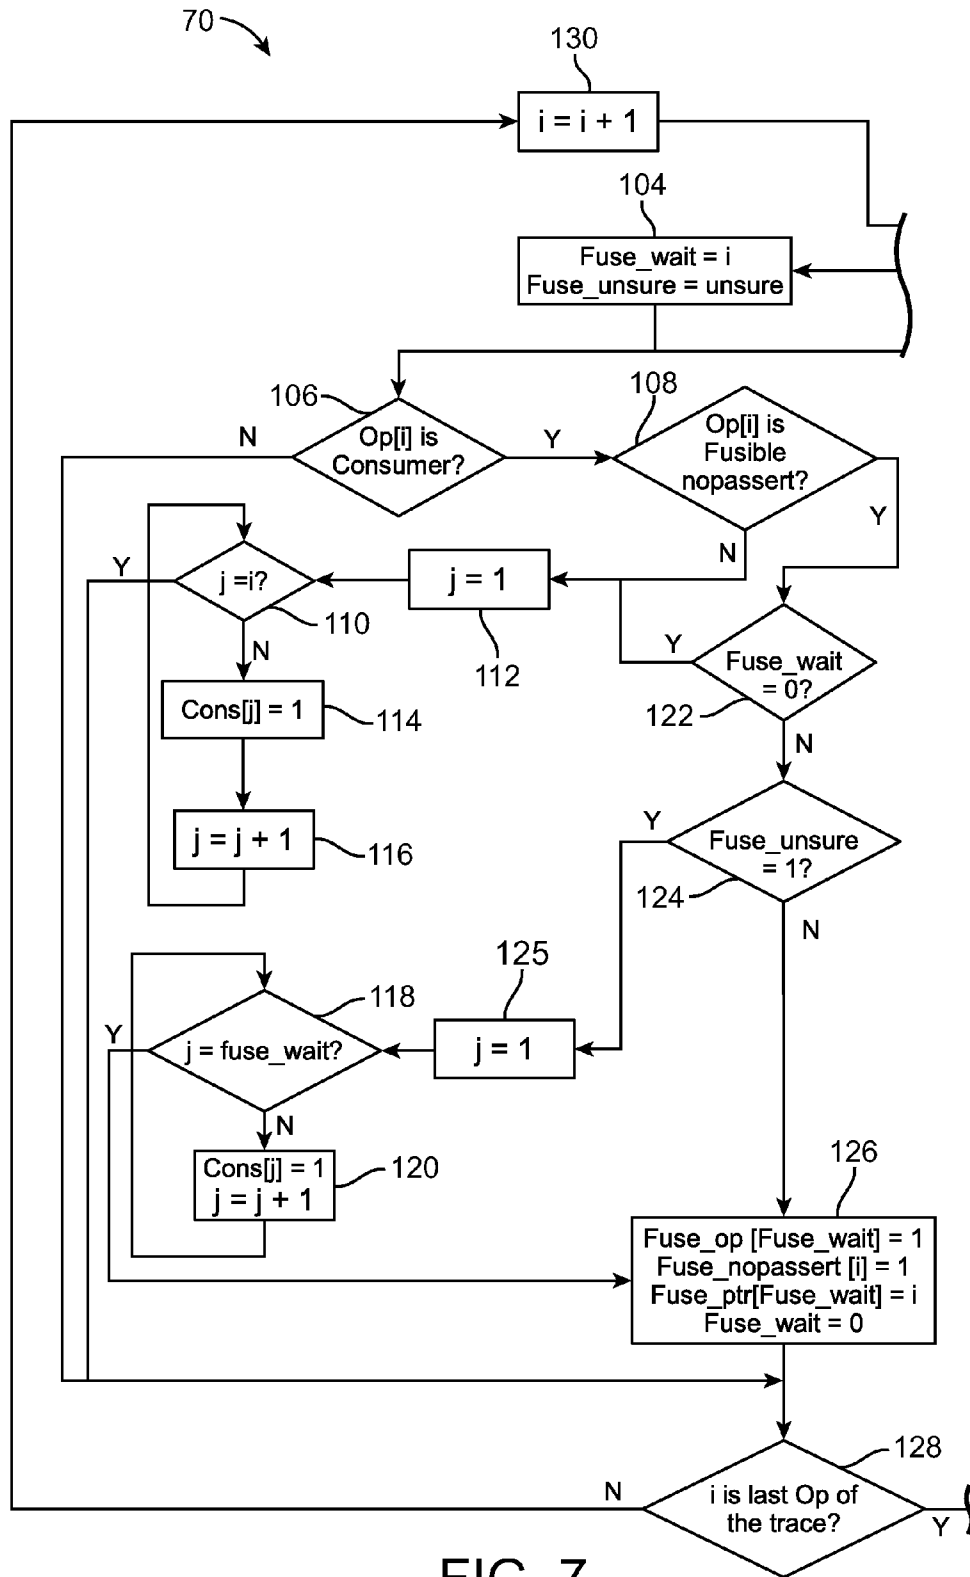 70
130
i = i + 1
104
Fuse_wait = i
Fuse_unsure = unsure
106
108
N
Op[i] is
Consumer?
Y
Op[i] is
Fusible
nopassert?
Y
N
Y
j =i?
j = 1
110
N
112
Y
Fuse_wait
= 0?
122
Cons[j] = 1
114
N
j = j + 1
116
Y
Fuse_unsure
= 1?
124
N
125
118
Y
j = fuse_wait?
j = 1
N
Cons[j] = 1
j = j + 1
120
126
Fuse_op [Fuse_wait] = 1
Fuse_nopassert [i] = 1
Fuse_ptr[Fuse_wait] = i
Fuse_wait = 0
128
N
i is last Op of
the trace?
Y
FIG. 7